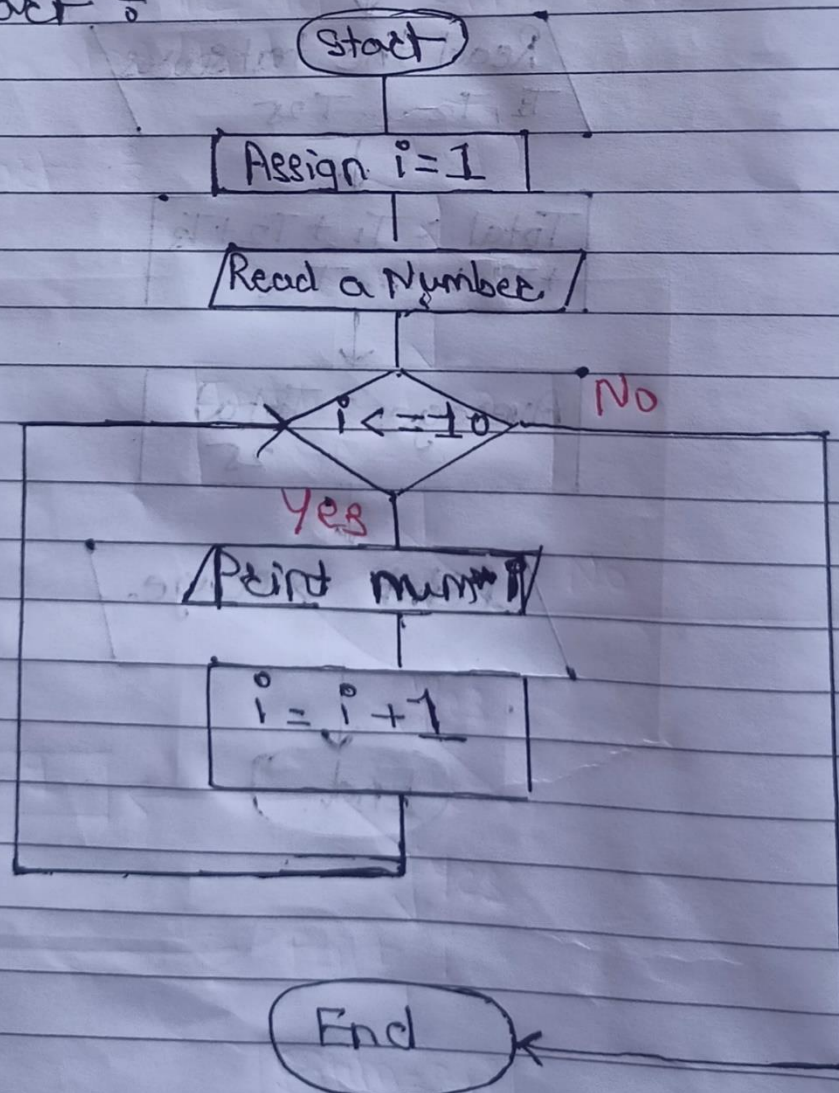 Start
Assign i=1
Read a Number
i<=10
No
Yes
Print num
i = i + 1
End